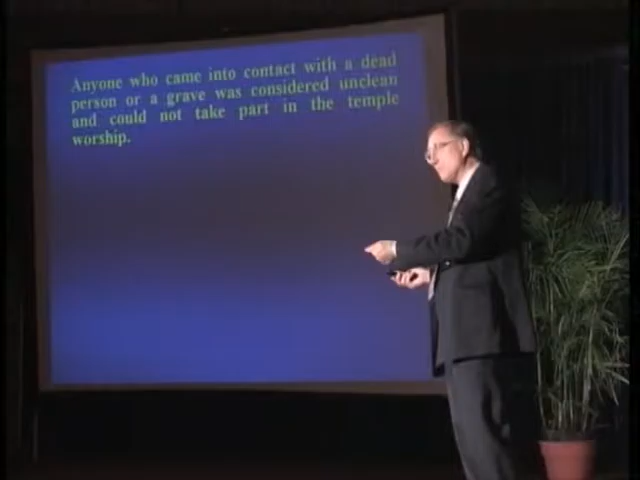 Anyone who came into contact with a dead
person or a grave was considered unclean
and could not take part in the temple
worship.